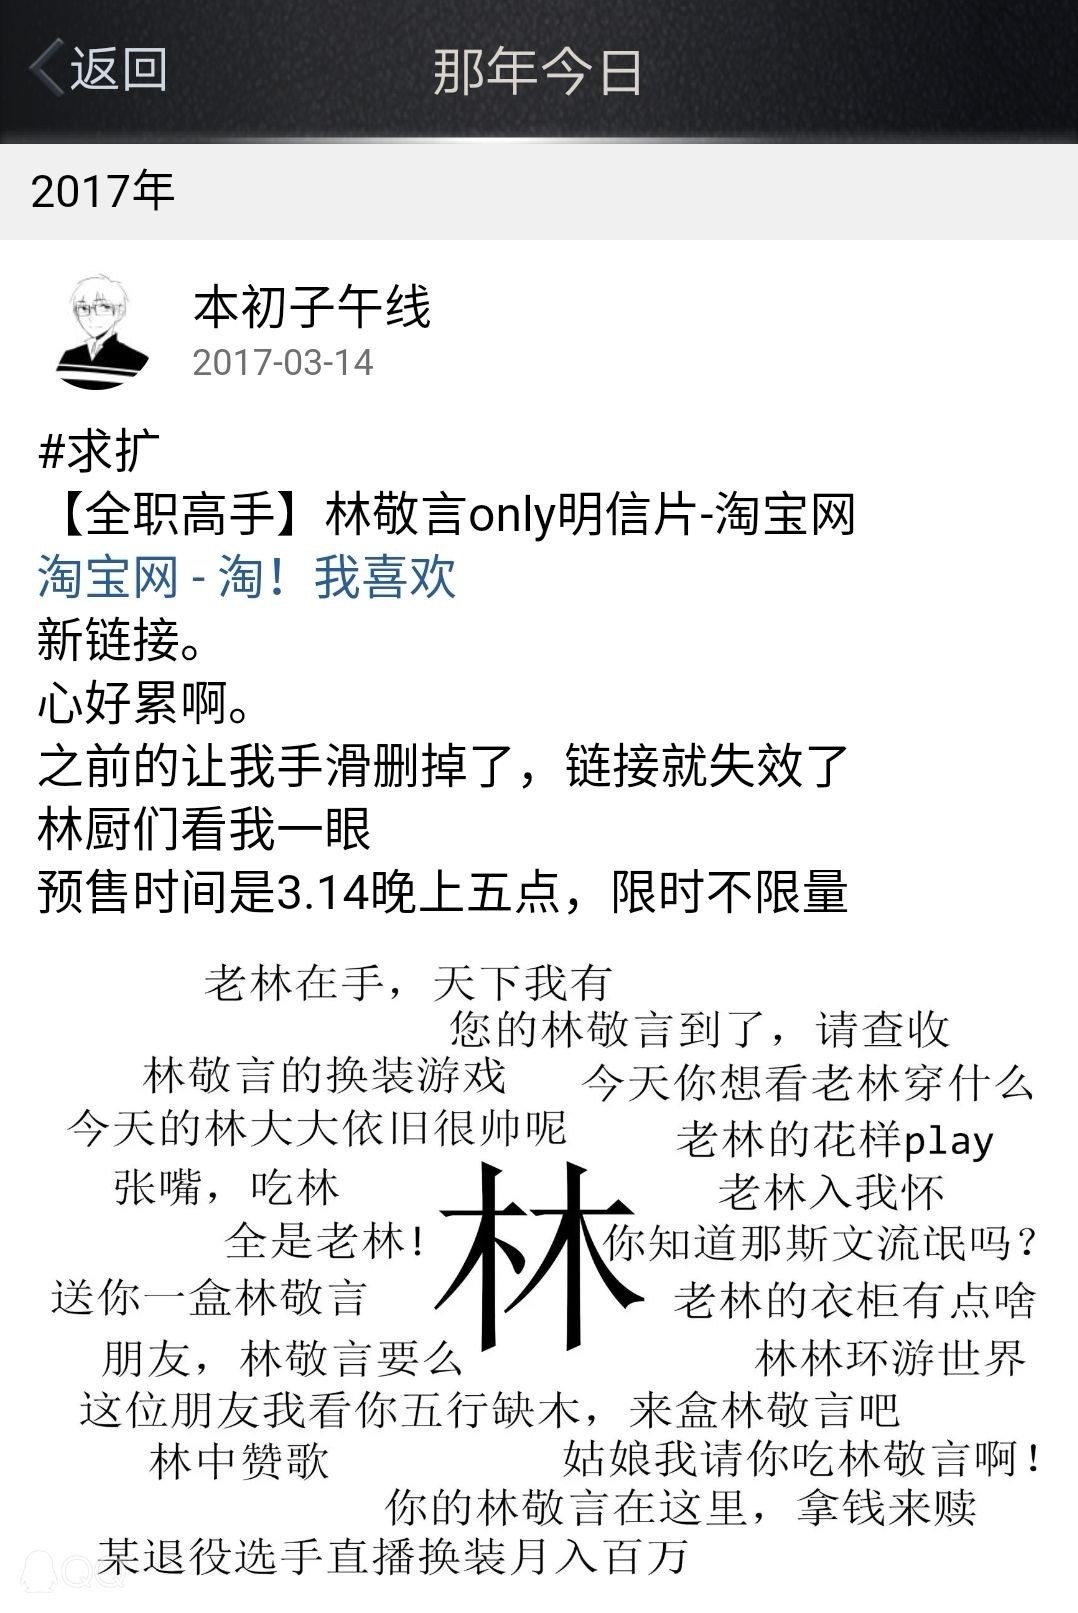 返回
那年今日
2017年
本初子午线
2017-03-14
#求扩
【全职高手】林敬言only明信片-淘宝网
淘宝网 - 淘！我喜欢
新链接。
心好累啊。
之前的让我手滑删掉了，链接就失效了
林厨们看我一眼
预售时间是3.14晚上五点，限时不限量
老林在手，天下我有
您的林敬言到了，请查收
林敬言的换装游戏
今天你想看老林穿什么
今天的林大大依旧很帅呢
老林的花样play
张嘴，吃林
老林入我怀
林
全是老林！
你知道那斯文流氓吗？
送你一盒林敬言
老林的衣柜有点啥
朋友，林敬言要么
林林环游世界
这位朋友我看你五行缺木，来盒林敬言吧
林中赞歌
姑娘我请你吃林敬言啊！
你的林敬言在这里，拿钱来赎
某退役选手直播换装月入百万
QQ